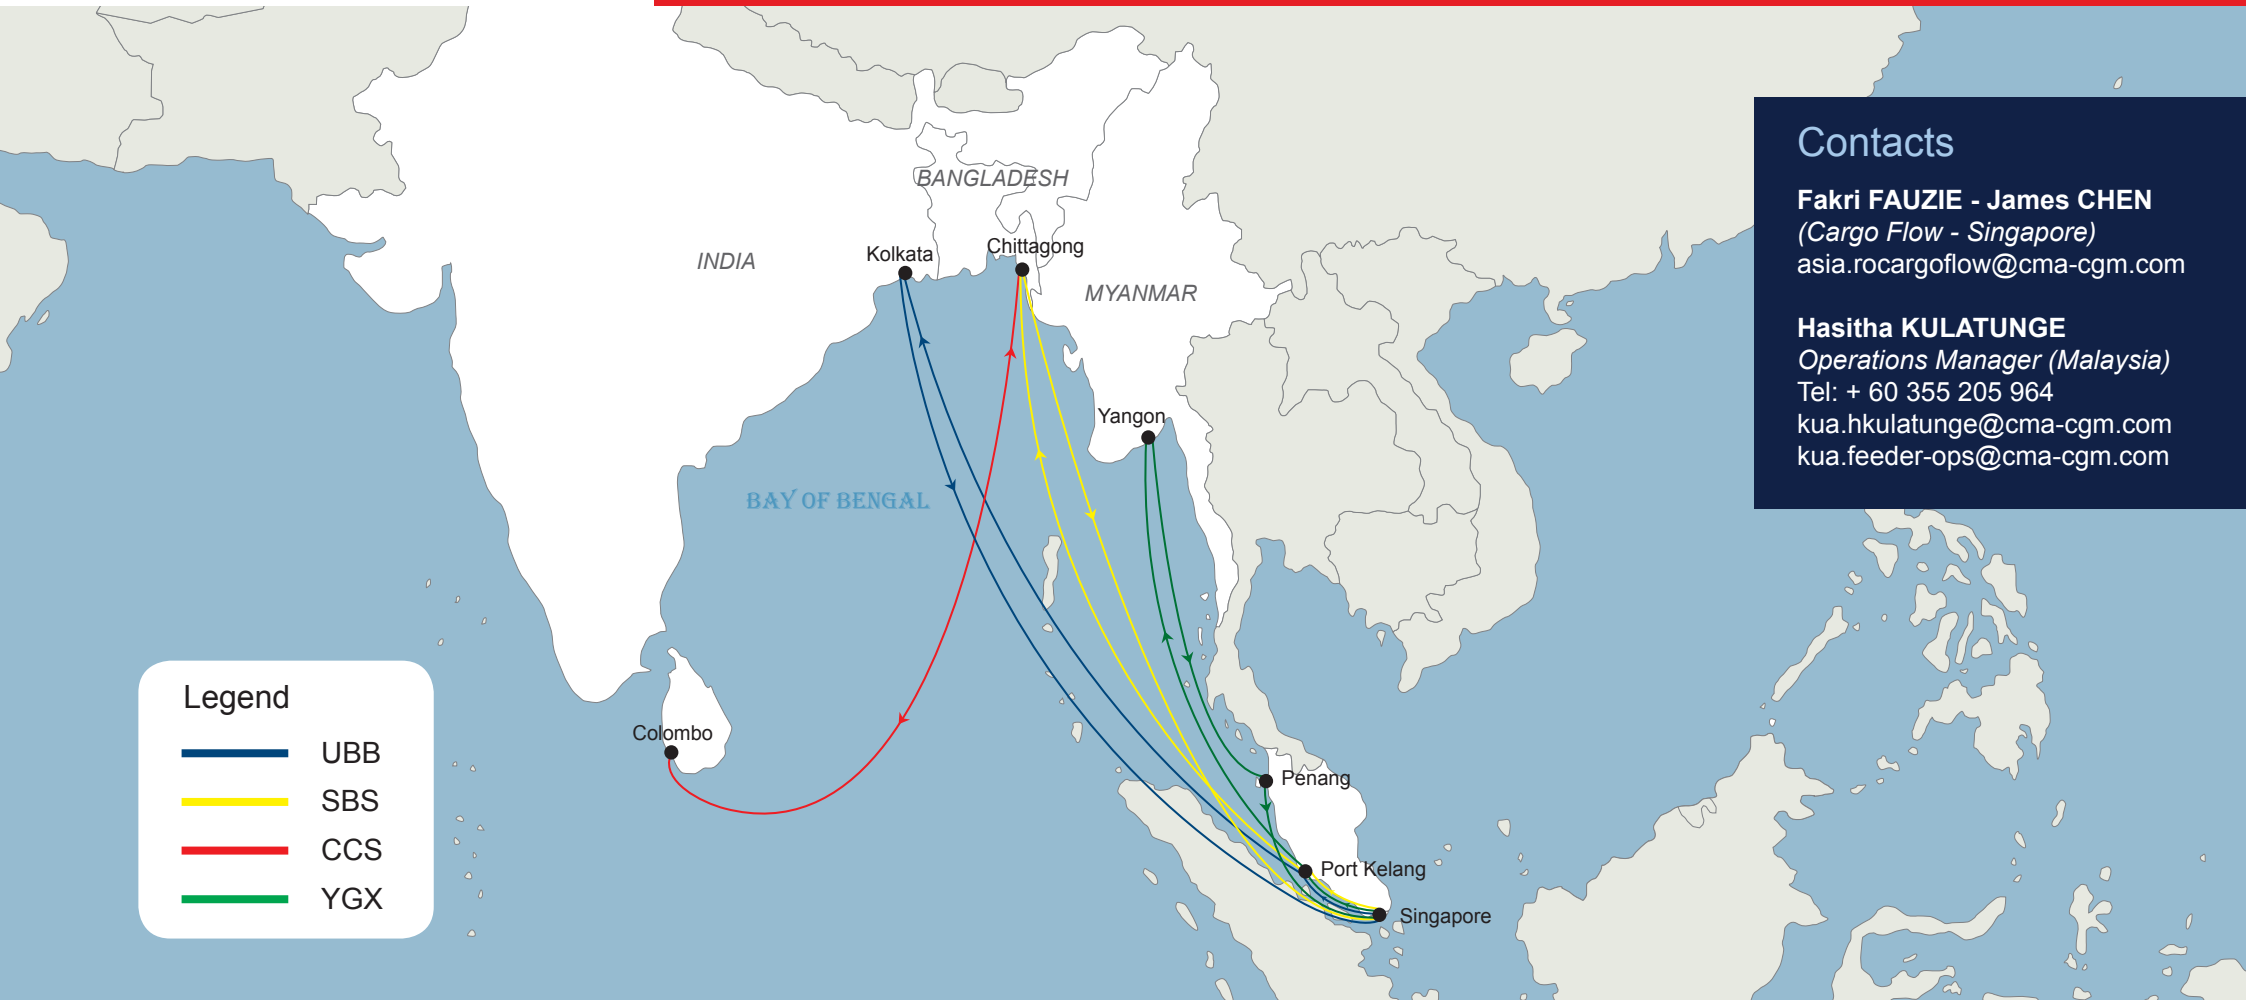 Contacts
Fakri FAUZIE - James CHEN
(Cargo Flow - Singapore)
asia.rocargoflow@cma-cgm.com
Hasitha KULATUNGE
Operations Manager (Malaysia)
Tel: + 60 355 205 964
kua.hkulatunge@cma-cgm.com
kua.feeder-ops@cma-cgm.com
BANGLADESH
Kolkata
Chittagong
INDIA
MYANMAR
Yangon
BAY OF BENGAL
Colombo
Penang
Port Kelang
Singapore
Legend
UBB
SBS
CCS
YGX